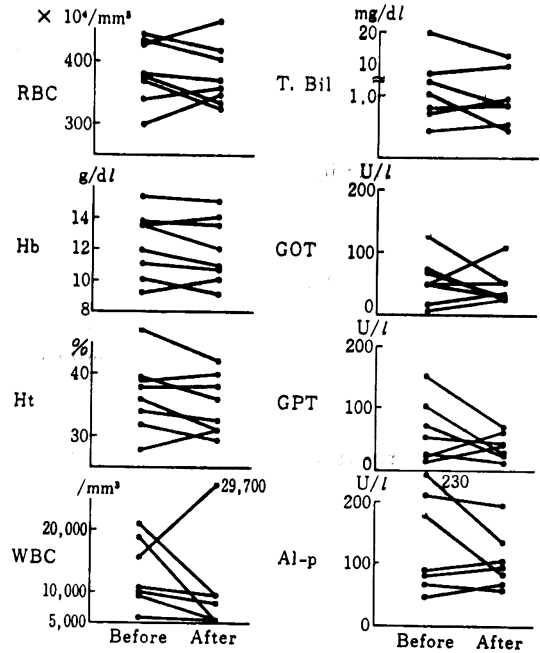 × 10⁴/mm³
400
RBC
300
g/dl
14
12
Hb
10
8
%
40
Ht
30
/mm³
29,700
20,000
WBC
10,000
5,000
Before After
mg/dl
20
10
T. Bil
1,0
U/l
200
100
GOT
0
U/l
200
GPT
100
0
U/l
230
200
Al-p
100
0
Before After